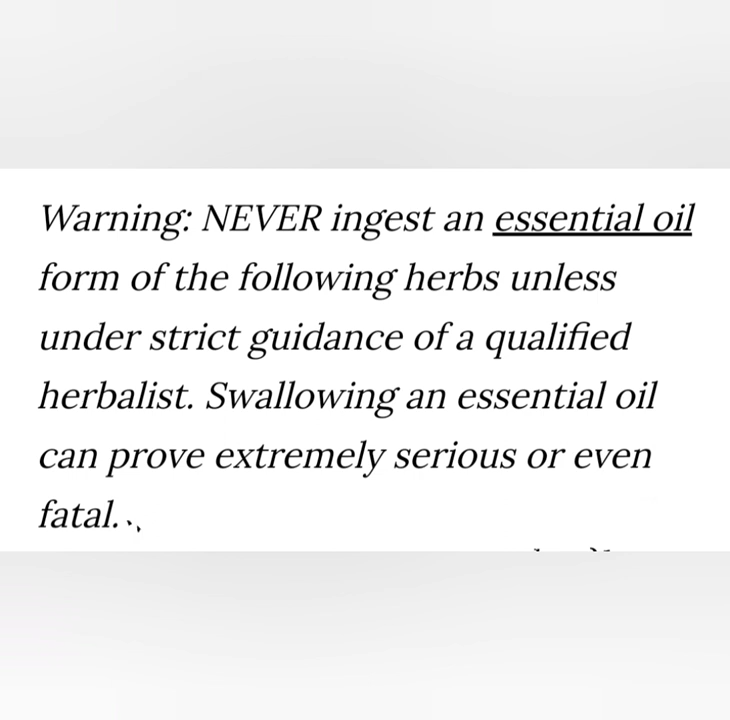 Warning: NEVER ingest an essential oil
form of the following herbs unless
under strict guidance of a qualified
herbalist. Swallowing an essential oil
can prove extremely serious or even
fatal.